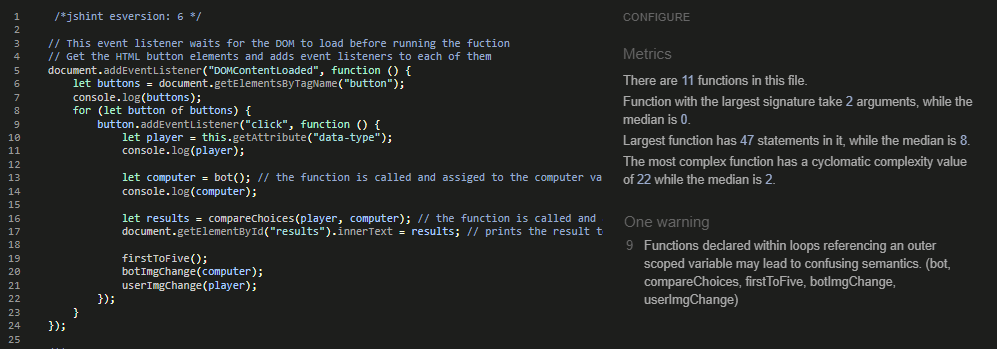 1 /*jshint esversion: 6 */
2
3 // This event listener waits for the DOM to load before running the fuction
4 // Get the HTML button elements and adds event listeners to each of them
5 document.addEventListener("DOMContentLoaded", function () {
6 let buttons = document.getElementsByTagName("button");
7 console.log(buttons);
8 for (let button of buttons) {
9 button.addEventListener("click", function () {
10 let player = this.getAttribute("data-type");
11 console.log(player);
12
13 let computer = bot(); // the function is called and assiged to the computer va
14 console.log(computer);
15
16 let results = compareChoices(player, computer); // the function is called and
17 document.getElementById("results").innerText = results; // prints the result t
18
19 firstToFive();
20 botImgChange(computer);
21 userImgChange(player);
22 });
23 }
24 });
25
CONFIGURE
Metrics
There are 11 functions in this file.
Function with the largest signature take 2 arguments, while the
median is 0.
Largest function has 47 statements in it, while the median is 8.
The most complex function has a cyclomatic complexity value
of 22 while the median is 2.
One warning
9 Functions declared within loops referencing an outer
scoped variable may lead to confusing semantics. (bot,
compareChoices, firstToFive, botImgChange,
userImgChange)